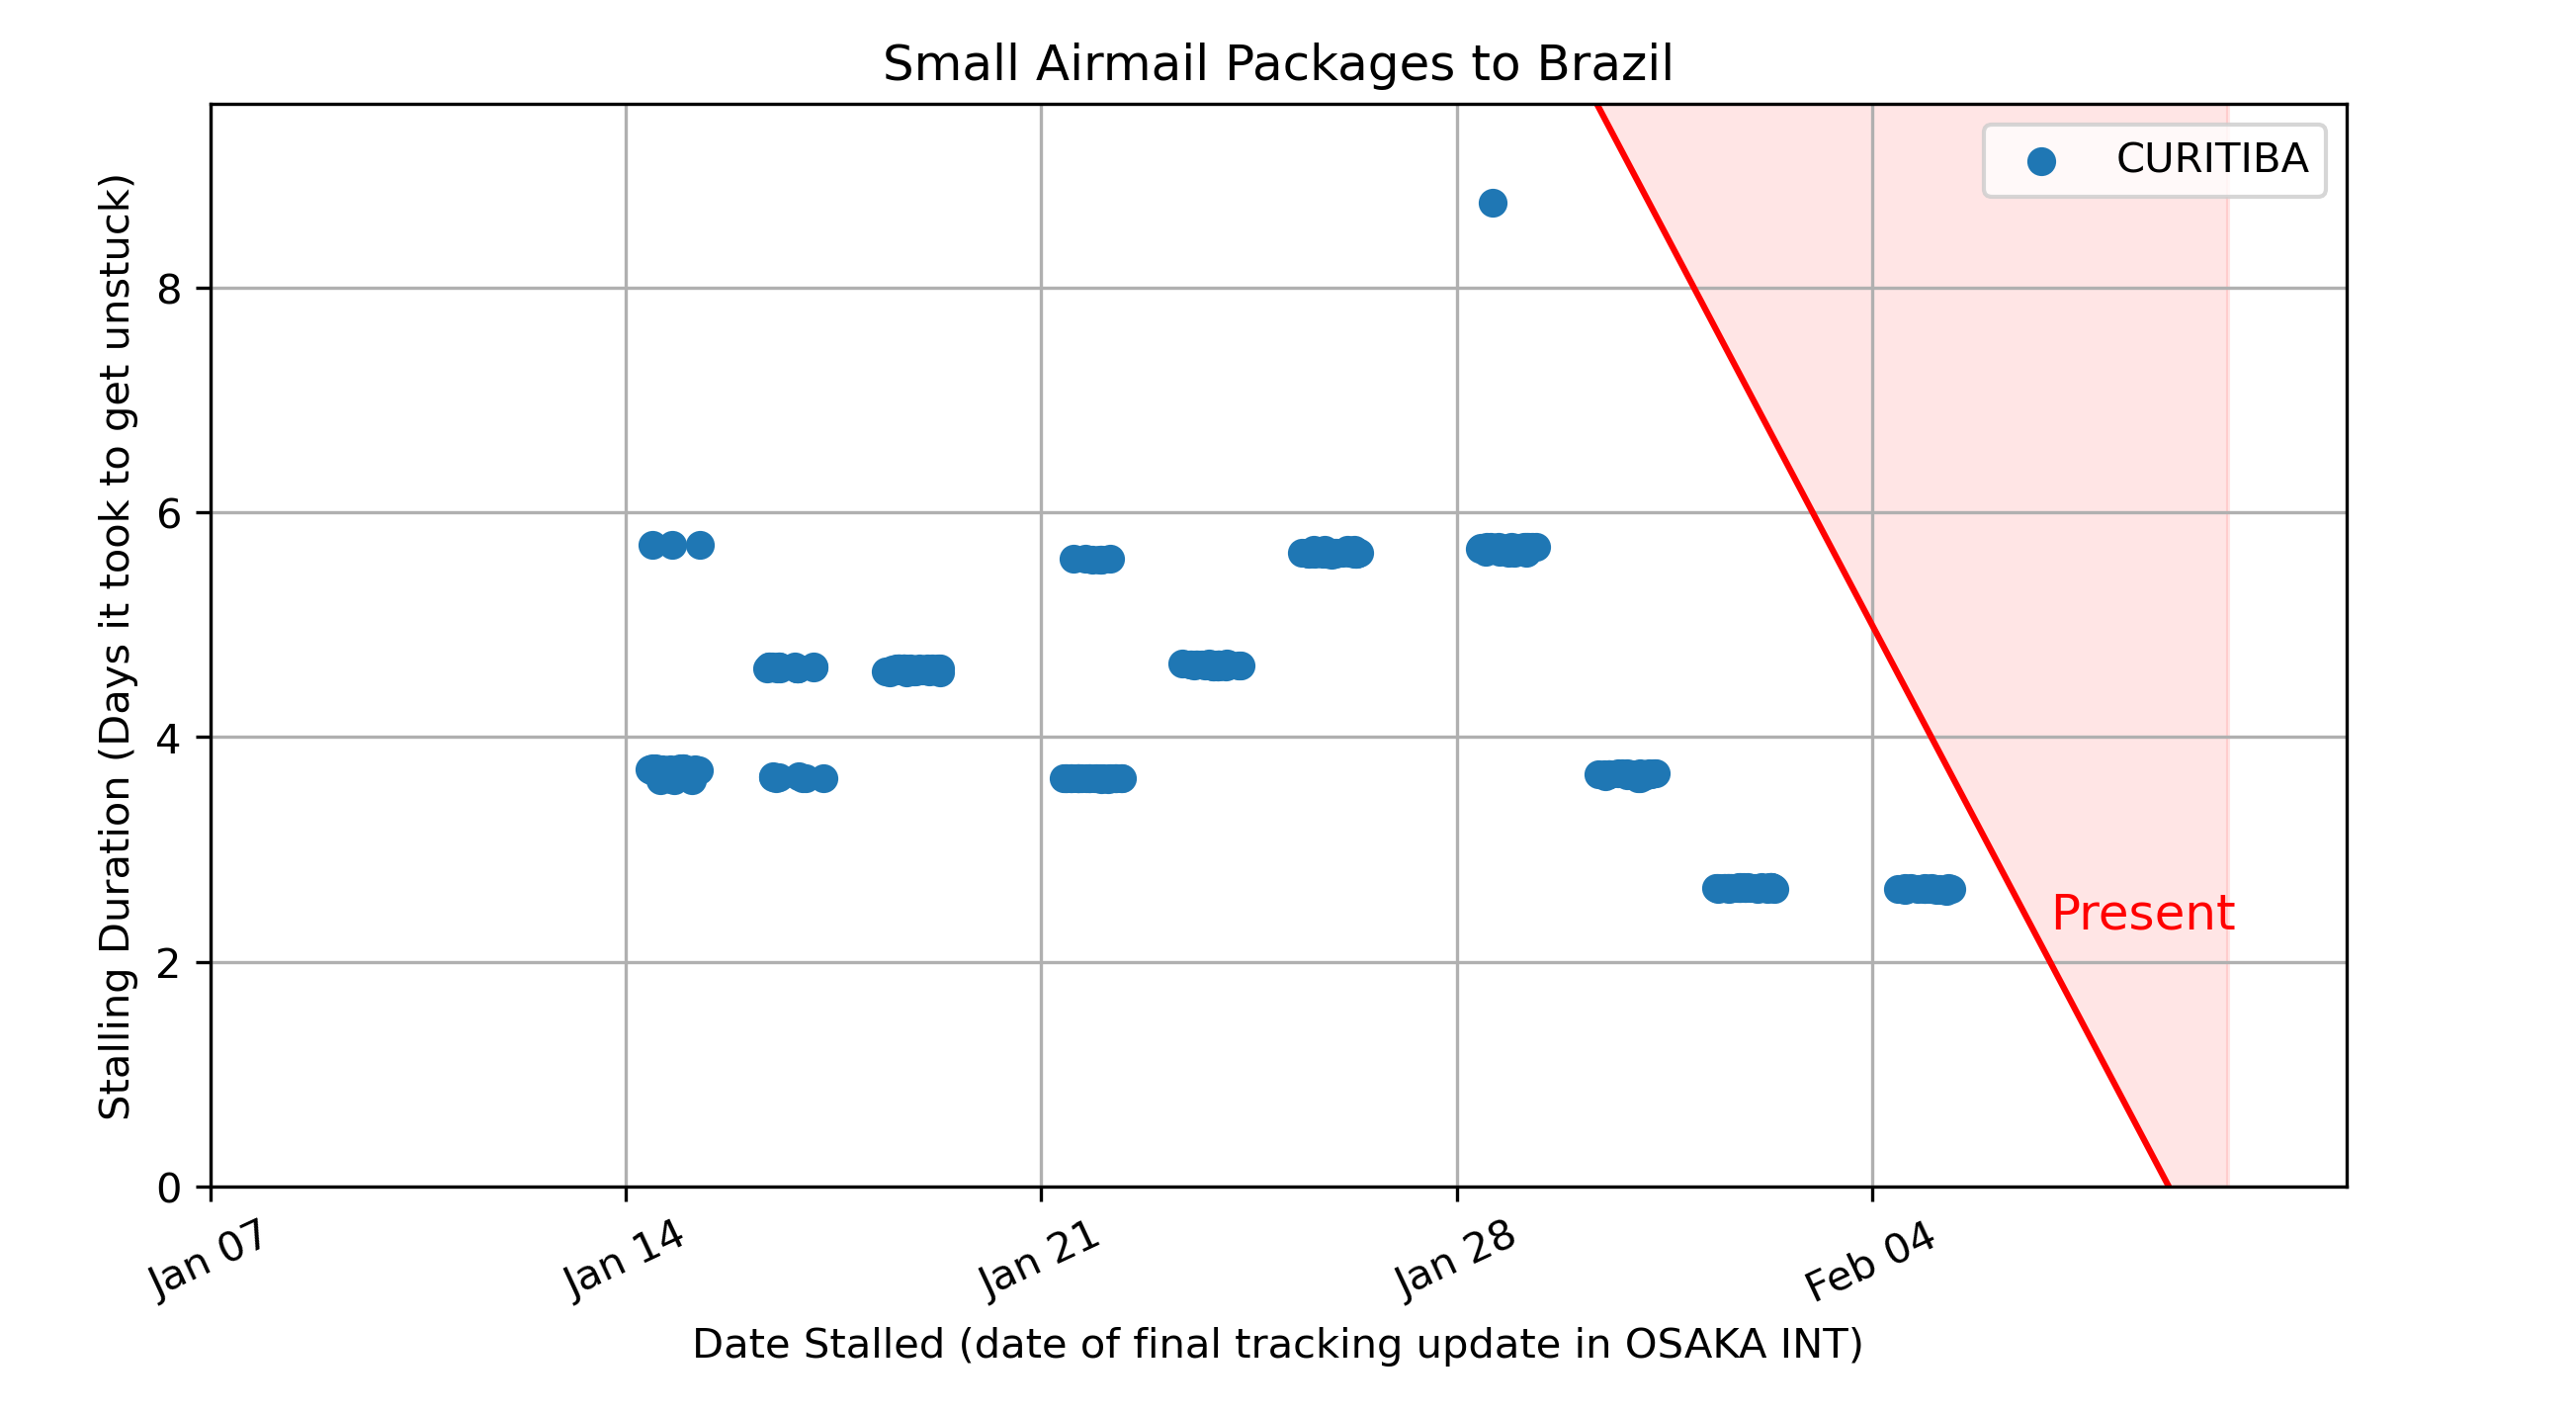 Small Airmail Packages to Brazil
CURITIBA
Stalling Duration (Days it took to get unstuck)
8
6
4
2
0
Present
Jan 07
Jan 14
Jan 21
Jan 28
Feb 04
Date Stalled (date of final tracking update in OSAKA INT)